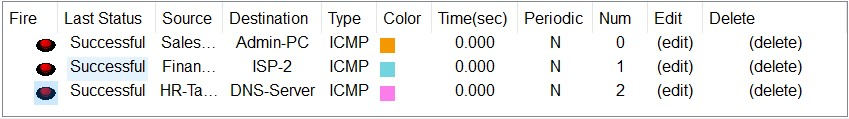 Fire Last Status Source Destination Type Color Time(sec) Periodic Num Edit Delete
Successful Sales... Admin-PC ICMP 0.000 N 0 (edit) (delete)
Successful Finan... ISP-2 ICMP 0.000 N 1 (edit) (delete)
Successful HR-Ta... DNS-Server ICMP 0.000 N 2 (edit) (delete)